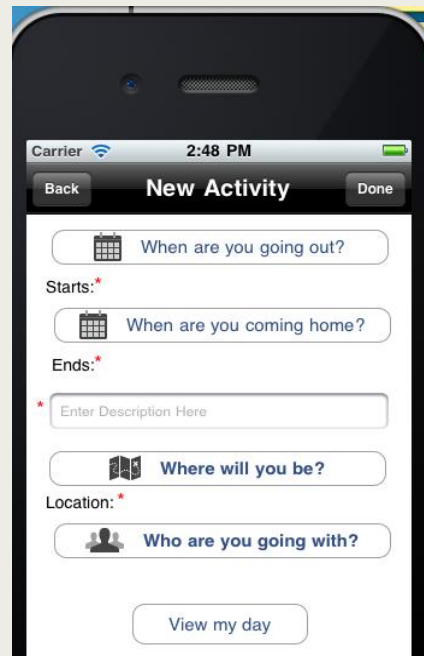 Carrier 2:48 PM
Back New Activity Done
When are you going out?
Starts:*
When are you coming home?
Ends:*
* Enter Description Here
Where will you be?
Location: *
Who are you going with?
View my day